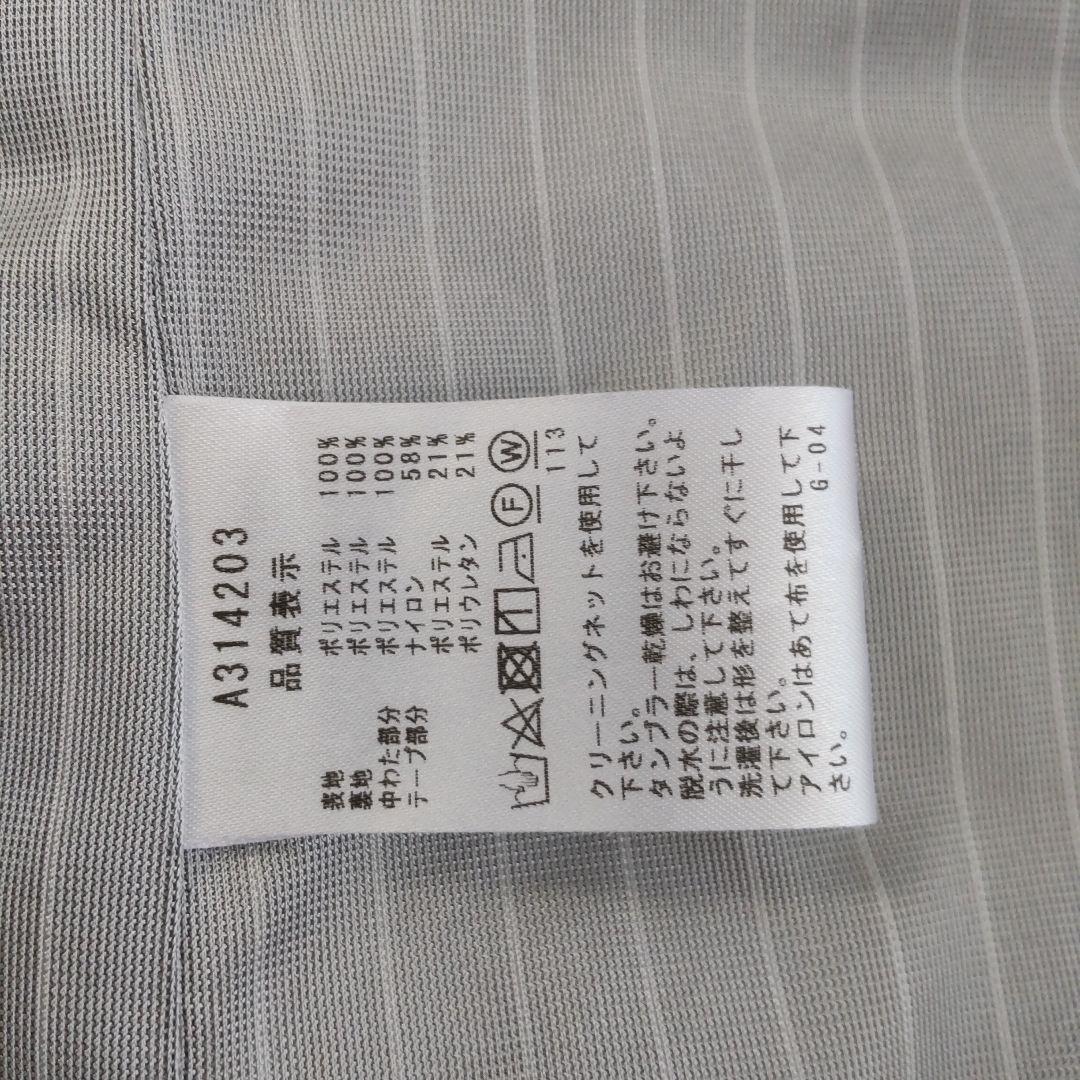 A314203
品質表示
表地 ポリエステル 100%
裏地 ポリエステル 100%
中わた部分 ポリエステル 100%
テープ部分 ナイロン 58%
ポリエステル 21%
ポリウレタン 21%
F W
113
クリーニングネットを使用して
下さい。
タンブラー乾燥はお避け下さい。
脱水の際は、しわにならないよ
うに注意して下さい。
洗濯後は形を整えてすぐに干し
て下さい。
アイロンはあて布を使用して下
さい。
G-04